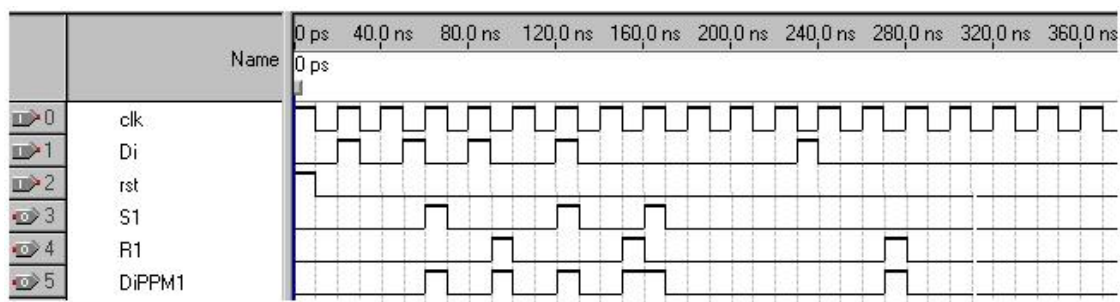 0 ps 40,0 ns 80,0 ns 120,0 ns 160,0 ns 200,0 ns 240,0 ns 280,0 ns 320,0 ns 360,0 ns
Name
0 ps
0 clk
1 Di
2 rst
3 S1
4 R1
5 DiPPM1